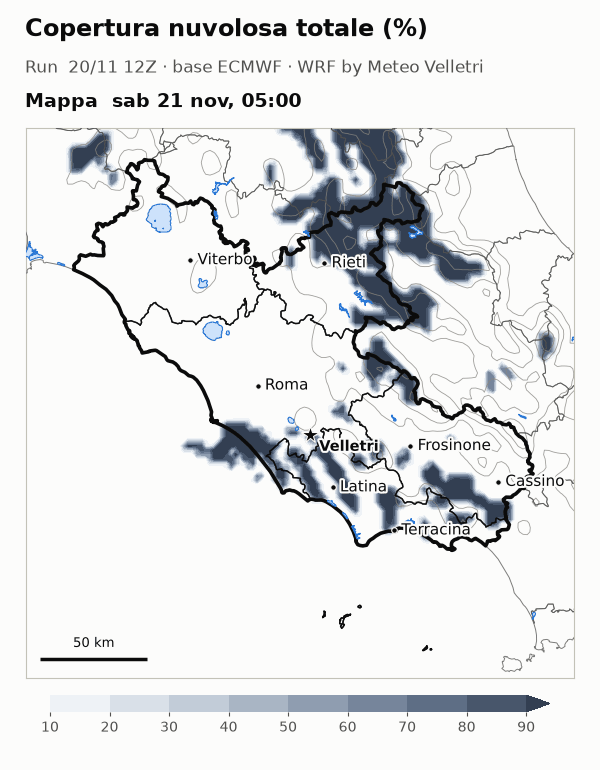 Copertura nuvolosa totale (%)
Run  20/11 12Z · base ECMWF · WRF by Meteo Velletri
Mappa  sab 21 nov, 05:00
Viterbo
Rieti
Roma
Velletri
Frosinone
Cassino
Latina
Terracina
50 km
10 20 30 40 50 60 70 80 90